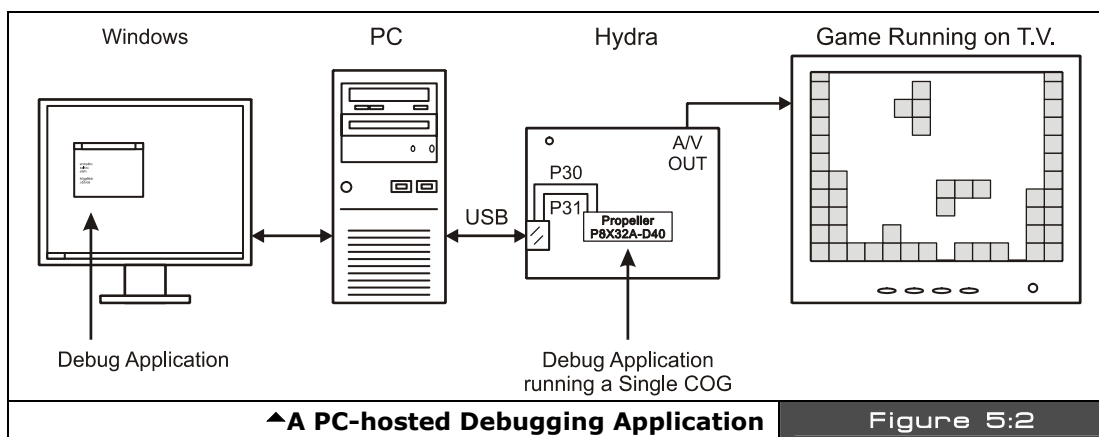 Windows
PC
Hydra
Game Running on T.V.
A/V
OUT
P30
P31
USB
Propeller
P8X32A-D40
Debug Application
Debug Application
running a Single COG
▲A PC-hosted Debugging Application
Figure 5:2